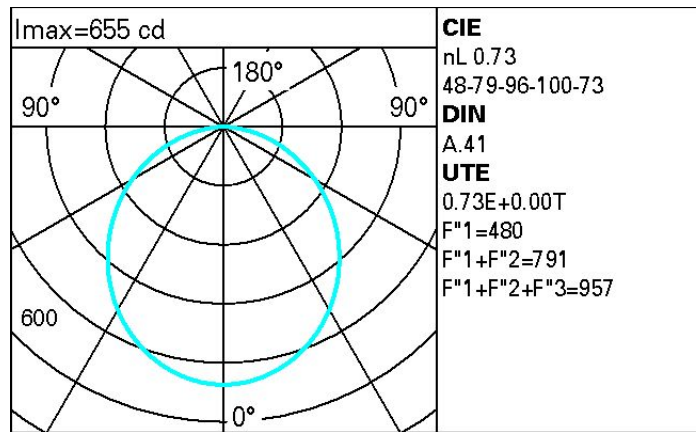 Imax=655 cd
180°
90°
90°
600
0°
CIE
nL 0.73
48-79-96-100-73
DIN
A.41
UTE
0.73E+0.00T
F"1=480
F"1+F"2=791
F"1+F"2+F"3=957